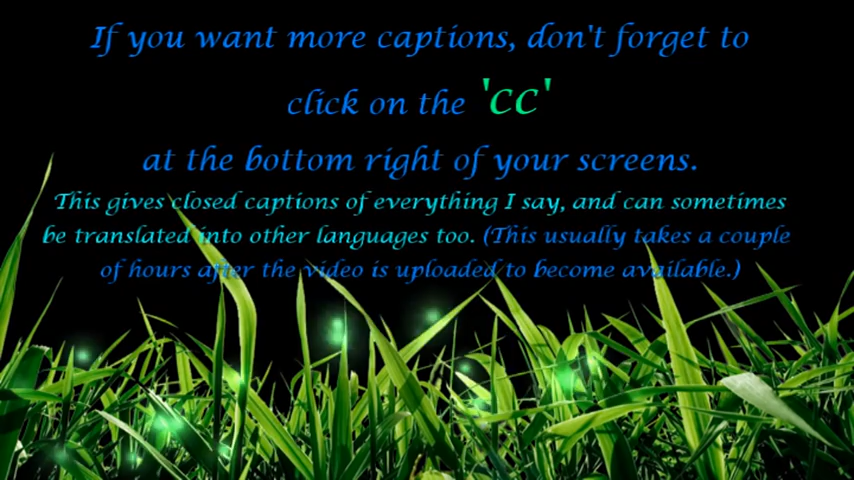 If you want more captions, don't forget to
click on the 'cc'
at the bottom right of your screens.
This gives closed captions of everything I say, and can sometimes
be translated into other languages too. (This usually takes a couple
of hours after the video is uploaded to become available.)